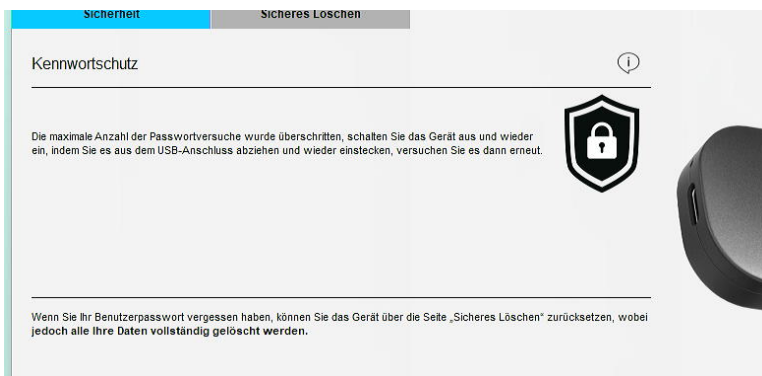 Sicherheit
Sicheres Löschen
Kennwortschutz
Die maximale Anzahl der Passwortversuche wurde überschritten, schalten Sie das Gerät aus und wieder
ein, indem Sie es aus dem USB-Anschluss abziehen und wieder einstecken, versuchen Sie es dann erneut.
Wenn Sie Ihr Benutzerpasswort vergessen haben, können Sie das Gerät über die Seite „Sicheres Löschen" zurücksetzen, wobei
jedoch alle Ihre Daten vollständig gelöscht werden.